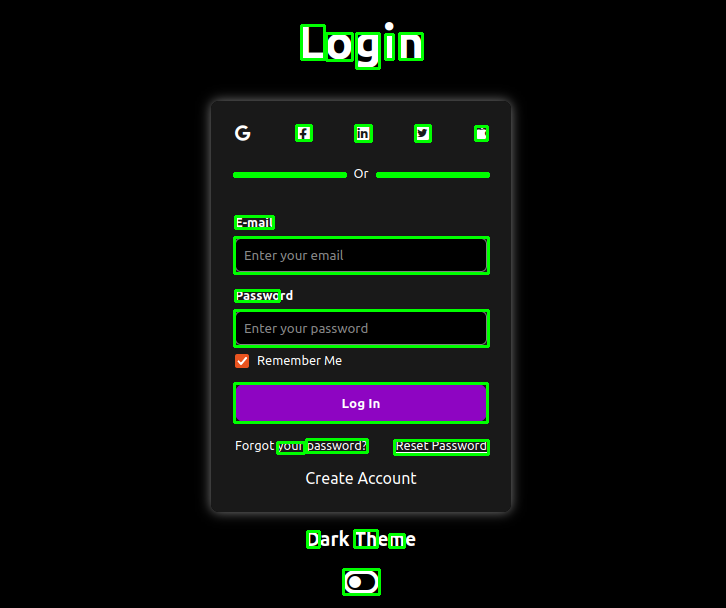 Login
Or
E-mail
Enter your email
Password
Enter your password
Remember Me
Log In
Forgot your password? Reset Password
Create Account
Dark Theme